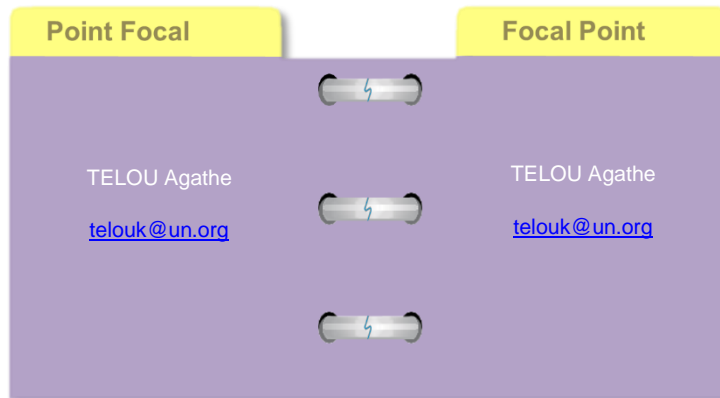 Point Focal
TELOU Agathe
telouk@un.org
Focal Point
TELOU Agathe
telouk@un.org